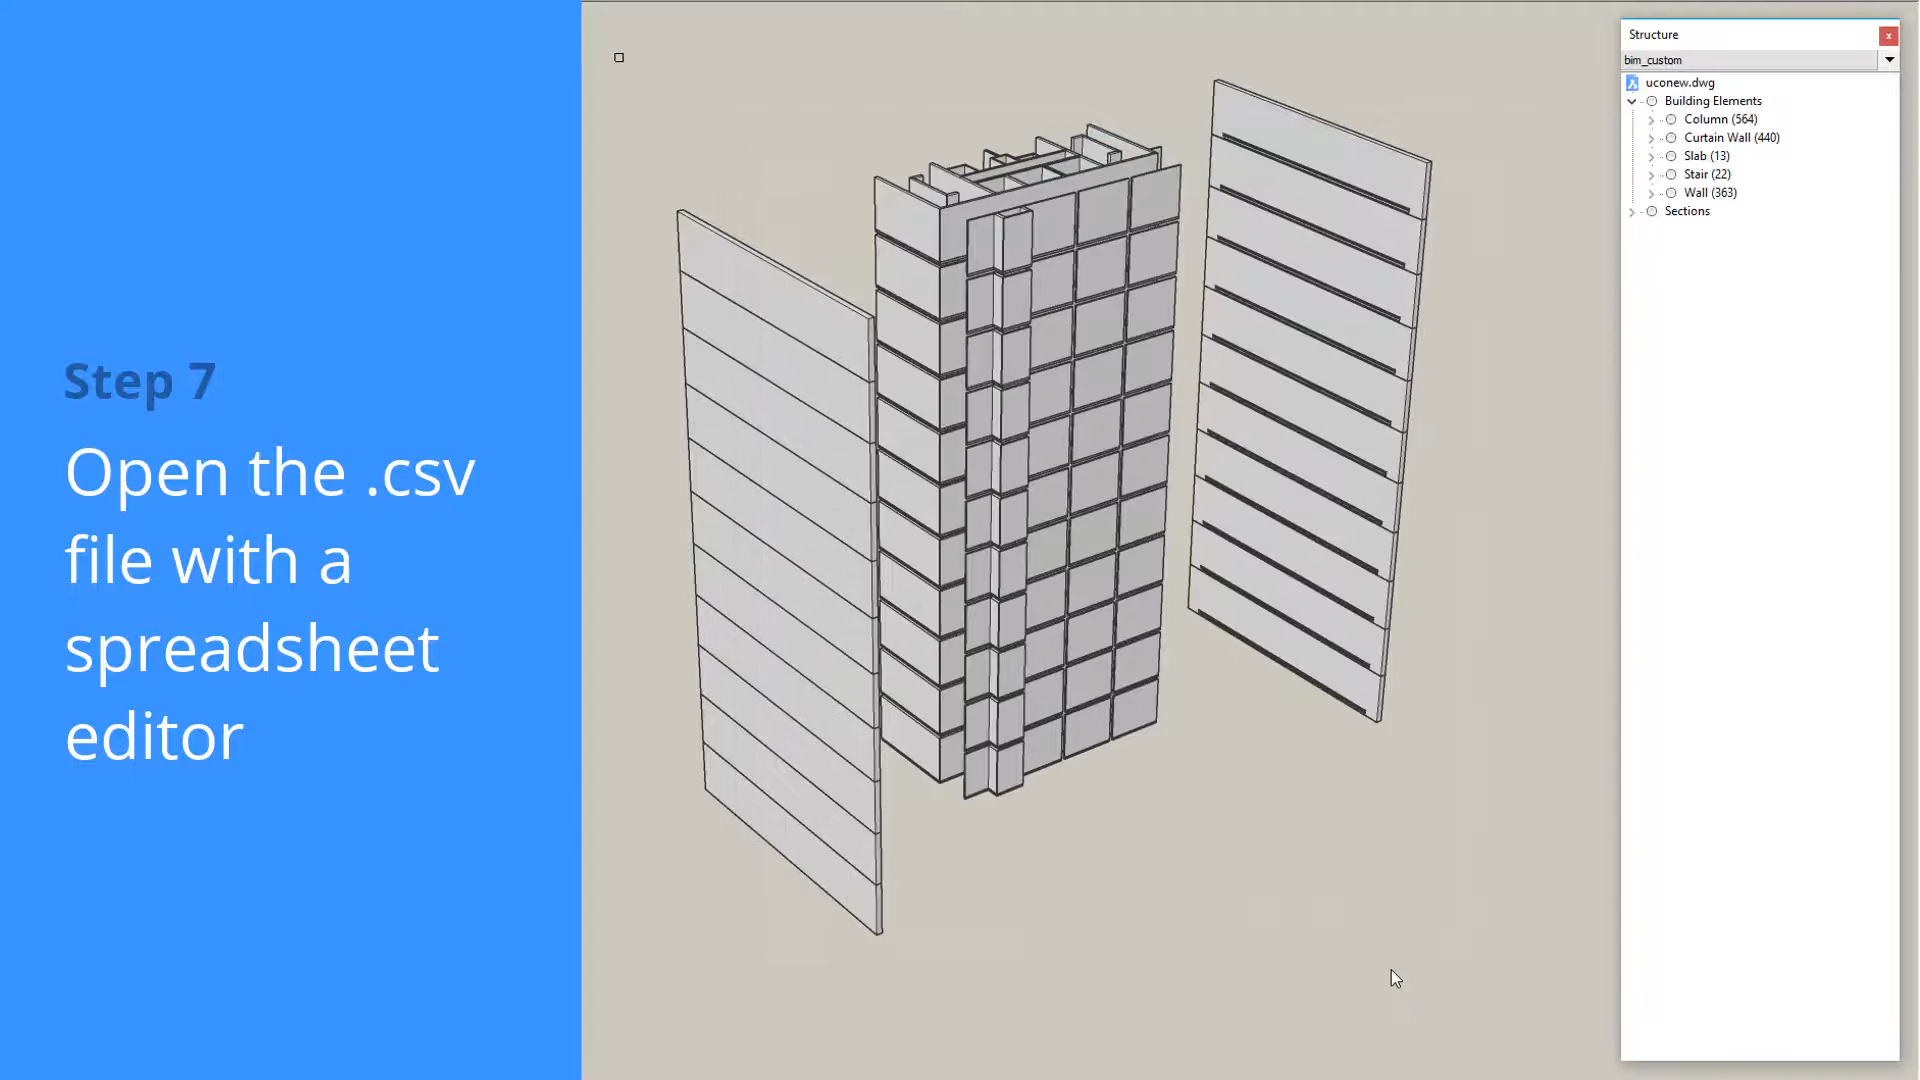 Step 7
Open the .csv
file with a
spreadsheet
editor
Structure
x
bim_custom
uconew.dwg
Building Elements
Column (564)
Curtain Wall (440)
Slab (13)
Stair (22)
Wall (363)
Sections